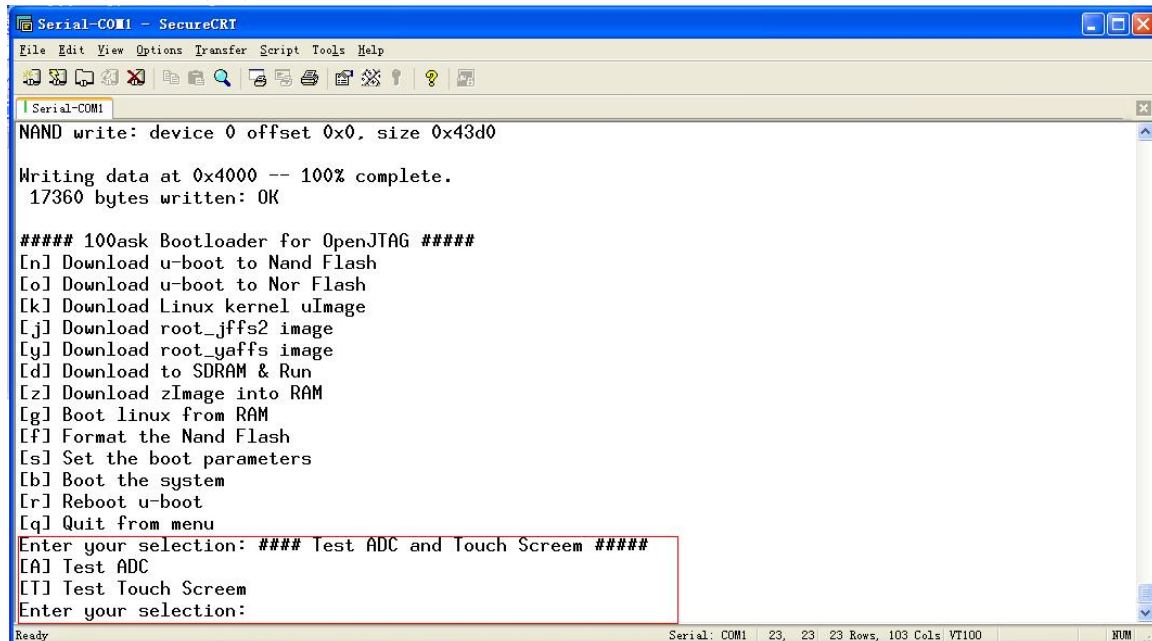 Serial-COM1 - SecureCRT
File Edit View Options Transfer Script Tools Help
Serial-COM1
NAND write: device 0 offset 0x0, size 0x43d0
Writing data at 0x4000 -- 100% complete.
17360 bytes written: OK
##### 100ask Bootloader for OpenJTAG #####
[n] Download u-boot to Nand Flash
[o] Download u-boot to Nor Flash
[k] Download Linux kernel uImage
[j] Download root_jffs2 image
[y] Download root_yaffs image
[d] Download to SDRAM & Run
[z] Download zImage into RAM
[g] Boot linux from RAM
[f] Format the Nand Flash
[s] Set the boot parameters
[b] Boot the system
[r] Reboot u-boot
[q] Quit from menu
Enter your selection: #### Test ADC and Touch Screem #####
[A] Test ADC
[T] Test Touch Screem
Enter your selection:
Ready Serial: COM1 23, 23 23 Rows, 103 Cols VT100 NUM